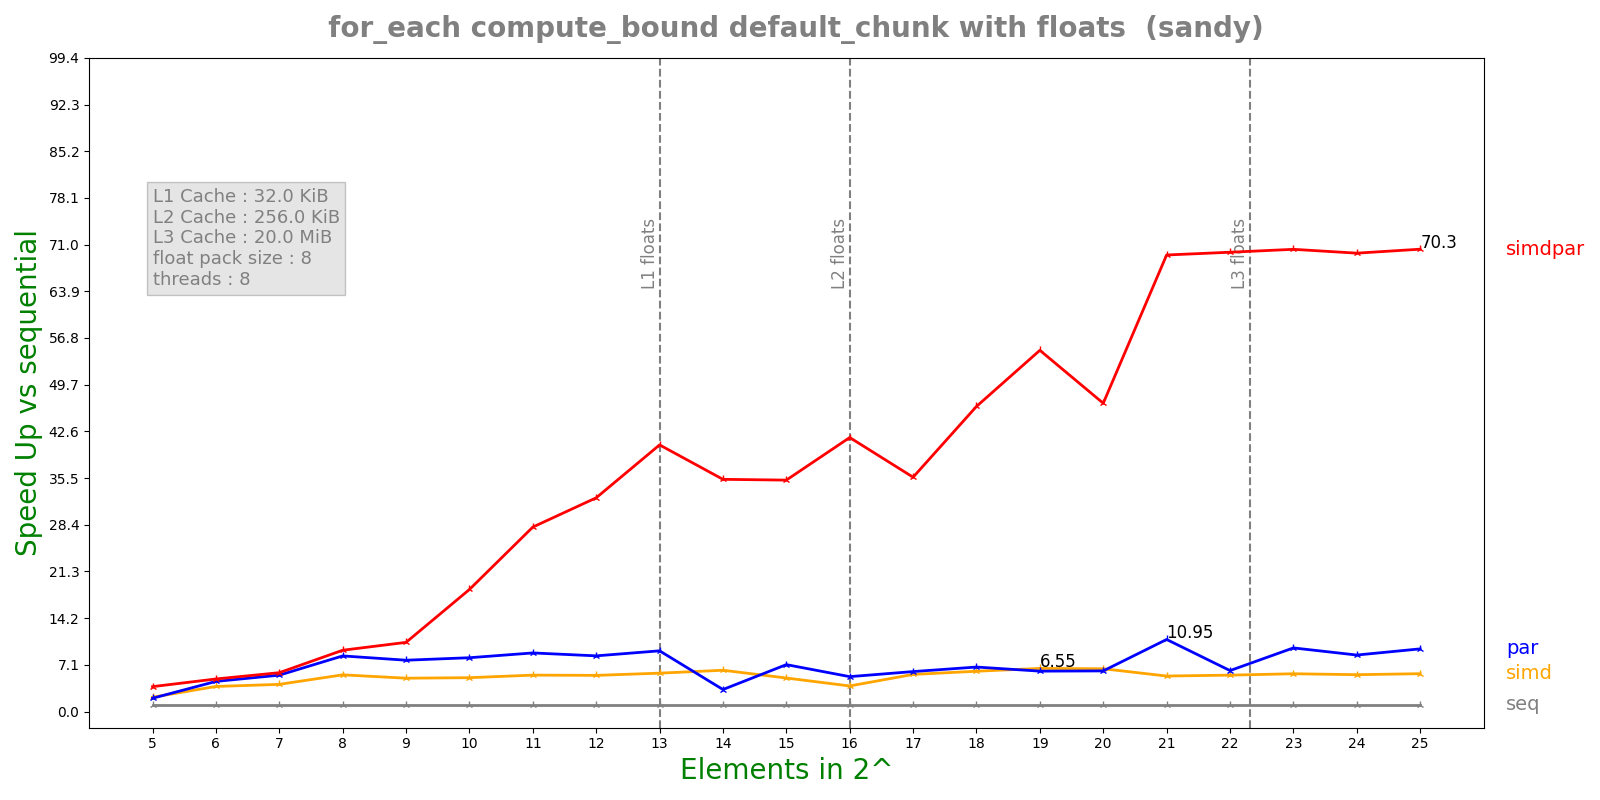 for_each compute_bound default_chunk with floats  (sandy)
99.4
92.3
85.2
78.1
71.0
63.9
56.8
49.7
42.6
35.5
28.4
21.3
14.2
7.1
0.0
Speed Up vs sequential
L1 Cache : 32.0 KiB
L2 Cache : 256.0 KiB
L3 Cache : 20.0 MiB
float pack size : 8
threads : 8
L1 floats
L2 floats
L3 floats
70.3
10.95
6.55
simdpar
par
simd
seq
5 6 7 8 9 10 11 12 13 14 15 16 17 18 19 20 21 22 23 24 25
Elements in 2^